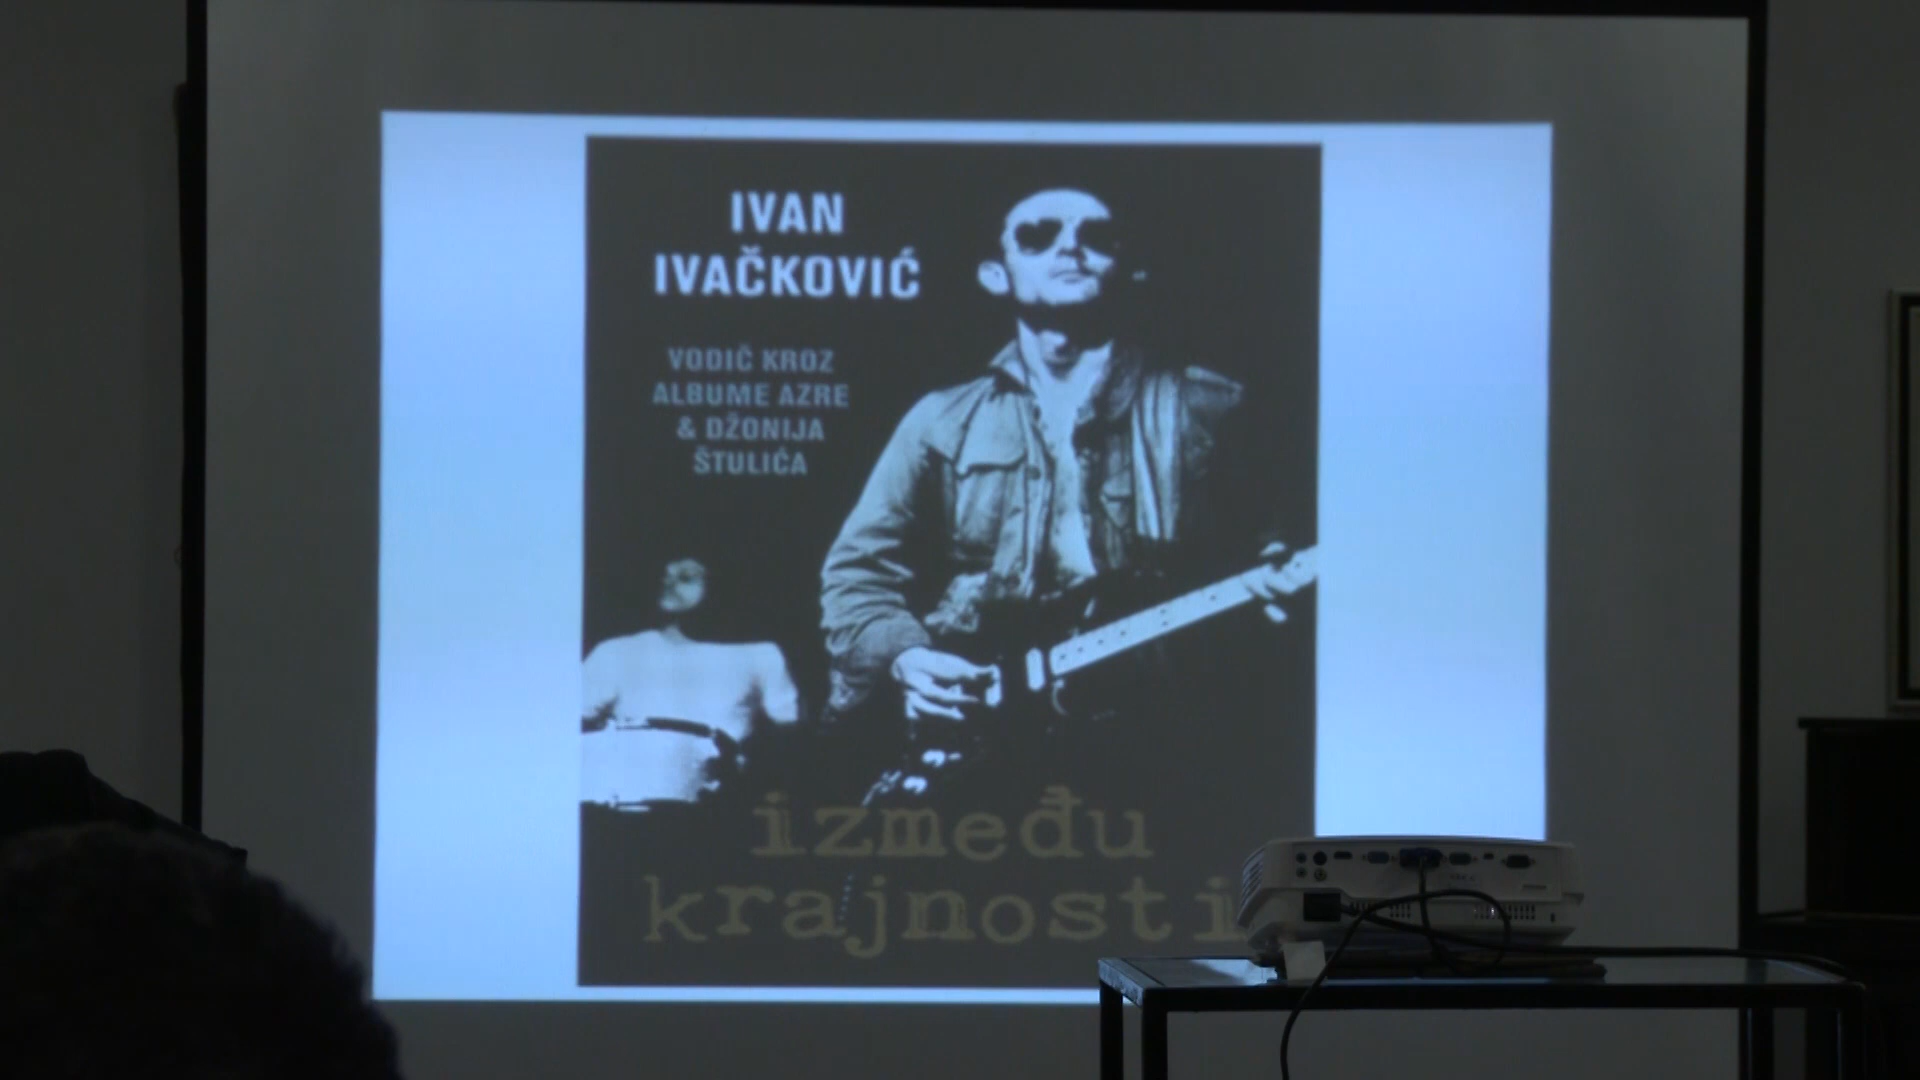 IVAN
IVAČKOVIĆ
VODIČ KROZ
ALBUME AZRE
& DŽONIJA
ŠTULIĆA
između
krajnosti